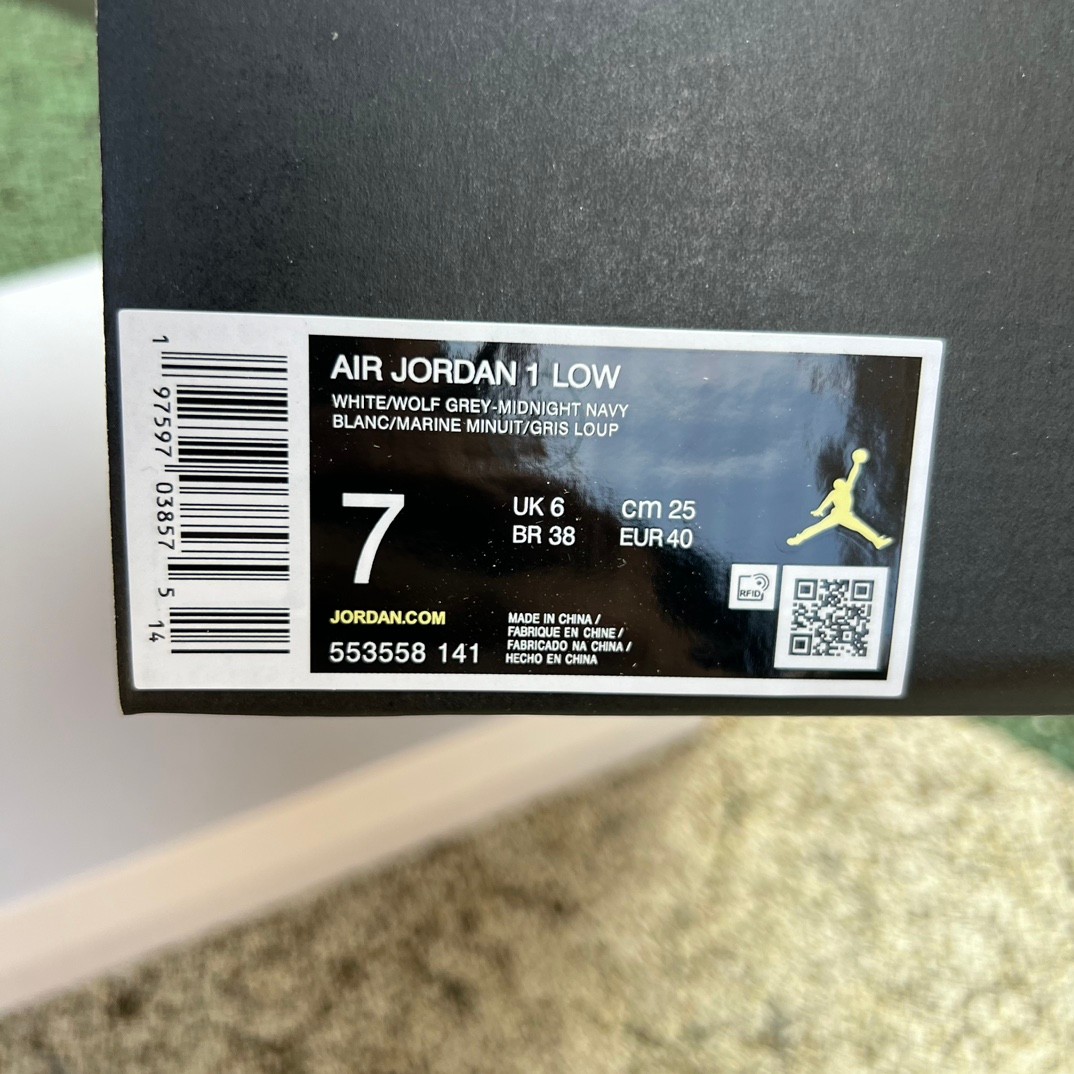 1 97597 03857 5 14
AIR JORDAN 1 LOW
WHITE/WOLF GREY-MIDNIGHT NAVY
BLANC/MARINE MINUIT/GRIS LOUP
7
UK 6 cm 25
BR 38 EUR 40
RFID
JORDAN.COM
553558 141
MADE IN CHINA /
FABRIQUE EN CHINE /
FABRICADO NA CHINA /
HECHO EN CHINA